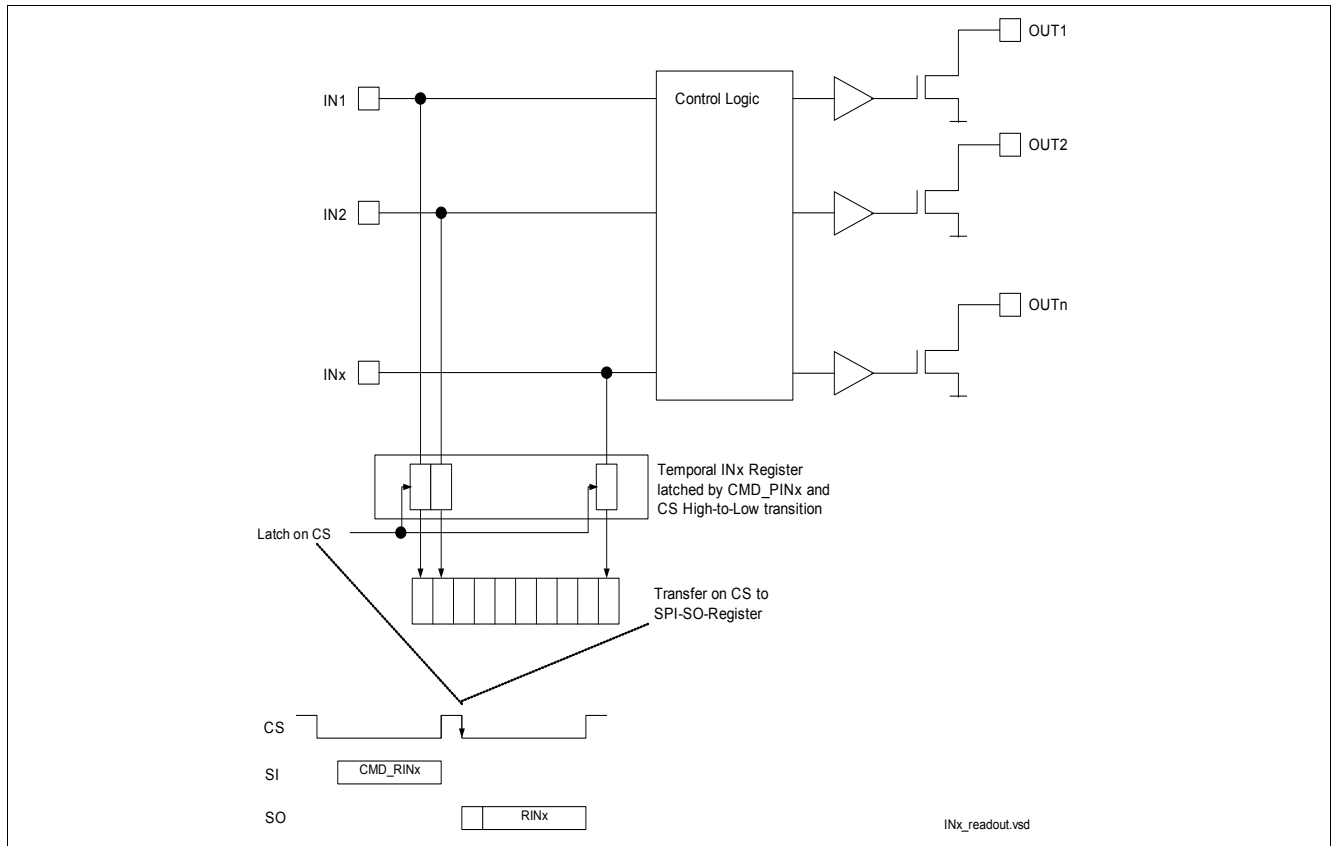 OUT1
IN1
Control Logic
OUT2
IN2
OUTn
INx
Temporal INx Register
latched by CMD_PINx and
CS High-to-Low transition
Latch on CS
Transfer on CS to
SPI-SO-Register
CS
SI
CMD_RINx
SO
RINx
INx_readout.vsd